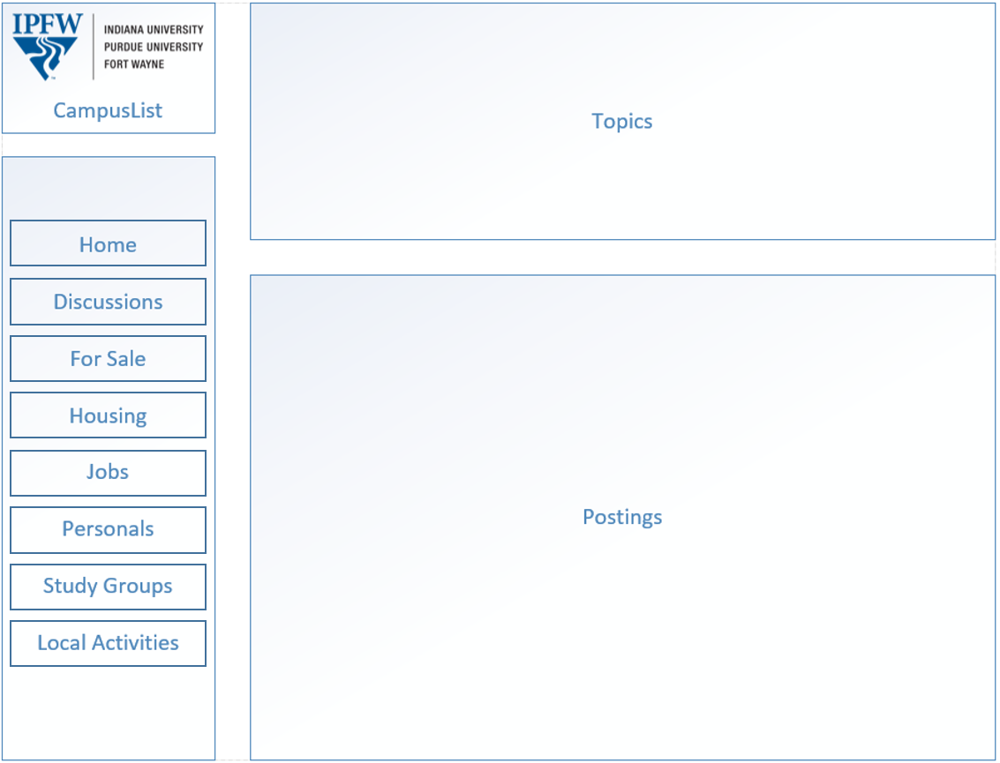 IPFW
INDIANA UNIVERSITY
PURDUE UNIVERSITY
FORT WAYNE
CampusList
Topics
Home
Discussions
For Sale
Housing
Jobs
Personals
Study Groups
Local Activities
Postings